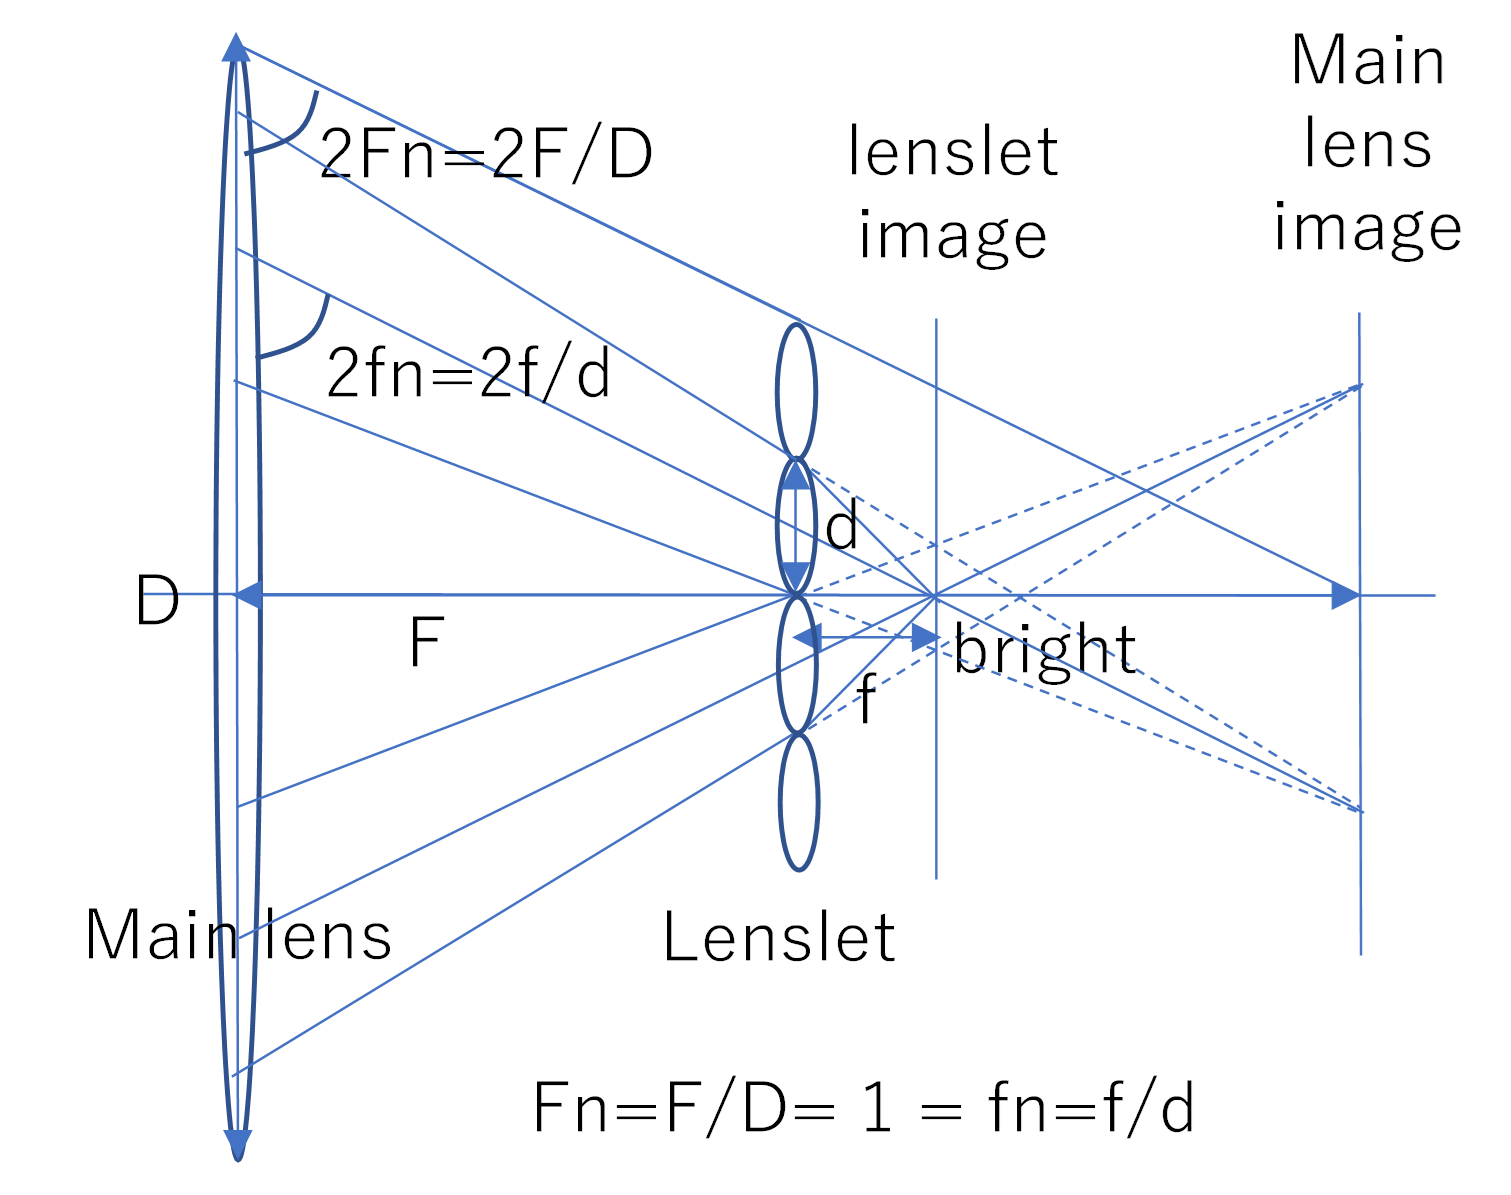 Main
lens
image
lenslet
image
2Fn=2F/D
2fn=2f/d
d
D
F
bright
f
Main lens
Lenslet
Fn=F/D= 1 = fn=f/d